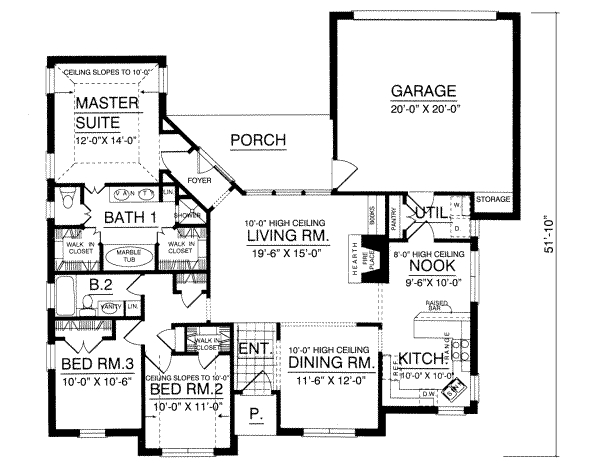 CEILING SLOPES TO 10'-0"
MASTER
SUITE
12'-0"X 14'-0"
GARAGE
20'-0" X 20'-0"
PORCH
FOYER
STORAGE
VANITY
BATH 1
SHOWER
LIN.
WALK IN
CLOSET
MARBLE
TUB
WALK IN
CLOSET
10'-0" HIGH CEILING
LIVING RM.
19'-6" X 15'-0"
BOOKS
PANTRY
UTIL.
W
D
HEARTH
FIRE
PLACE
8'-0" HIGH CEILING
NOOK
9'-6"X 10'-0"
RAISED
BAR
51'-10"
B.2
VANITY
LIN.
BED RM.3
10'-0" X 10'-6"
WALK IN
CLOSET
CEILING SLOPES TO 10'-0"
BED RM.2
10'-0" X 11'-0"
ENT.
P.
10'-0" HIGH CEILING
DINING RM.
11'-6" X 12'-0"
KITCH.
10'-0" X 10'-0"
REF.
RANGE
DW
SINK